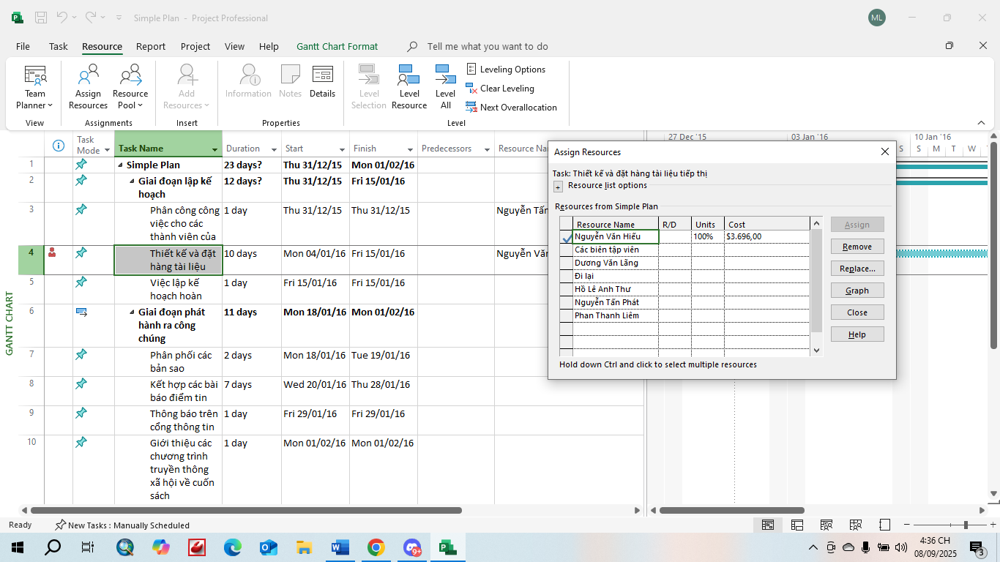 Simple Plan - Project Professional
ML
File Task Resource Report Project View Help Gantt Chart Format Tell me what you want to do
Team Planner
Assign Resources
Resource Pool
Add Resources
Information
Notes
Details
Level Selection
Level Resource
Level All
Leveling Options
Clear Leveling
Next Overallocation
View Assignments Insert Properties Level
Task Mode Task Name Duration Start Finish Predecessors Resource Nam
27 Dec '15 03 Jan '16 10 Jan '16
S S M T W
1 Simple Plan 23 days? Thu 31/12/15 Mon 01/02/16
2 Giai đoạn lập kế hoạch 12 days? Thu 31/12/15 Fri 15/01/16
3 Phân công công việc cho các thành viên của 1 day Thu 31/12/15 Thu 31/12/15 Nguyễn Tấn
4 Thiết kế và đặt hàng tài liệu 10 days Mon 04/01/16 Fri 15/01/16 Nguyễn Văn
5 Việc lập kế hoạch hoàn 1 day Fri 15/01/16 Fri 15/01/16
6 Giai đoạn phát hành ra công chúng 11 days Mon 18/01/16 Mon 01/02/16
7 Phân phối các bản sao 2 days Mon 18/01/16 Tue 19/01/16
8 Kết hợp các bài báo điểm tin 7 days Wed 20/01/16 Thu 28/01/16
9 Thông báo trên cổng thông tin 1 day Fri 29/01/16 Fri 29/01/16
10 Giới thiệu các chương trình truyền thông xã hội về cuốn sách 1 day Mon 01/02/16 Mon 01/02/16
GANTT CHART
Assign Resources
Task: Thiết kế và đặt hàng tài liệu tiếp thị
+ Resource list options
Resources from Simple Plan
Resource Name R/D Units Cost
Nguyễn Văn Hiếu 100% $3.696,00
Các biên tập viên
Dương Văn Lãng
Đi lại
Hồ Lê Anh Thư
Nguyễn Tấn Phát
Phan Thanh Liêm
Assign
Remove
Replace...
Graph
Close
Help
Hold down Ctrl and click to select multiple resources
Ready New Tasks : Manually Scheduled
9+
4:36 CH
08/09/2025
3